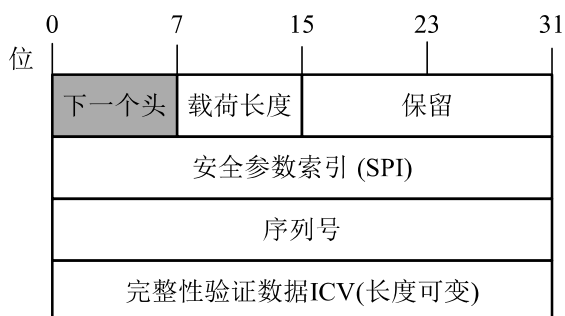 0 7 15 23 31
位
下一个头 载荷长度 保留
安全参数索引 (SPI)
序列号
完整性验证数据ICV(长度可变)